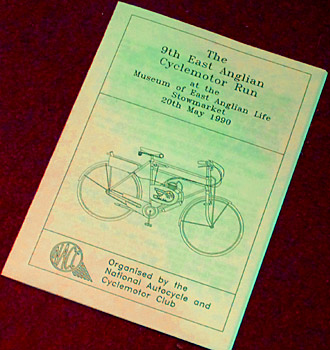 The
9th East Anglian
Cyclemotor Run
at the
Museum of East Anglian Life
Stowmarket
20th May 1990
NACC
Organised by the
National Autocycle and
Cyclemotor Club